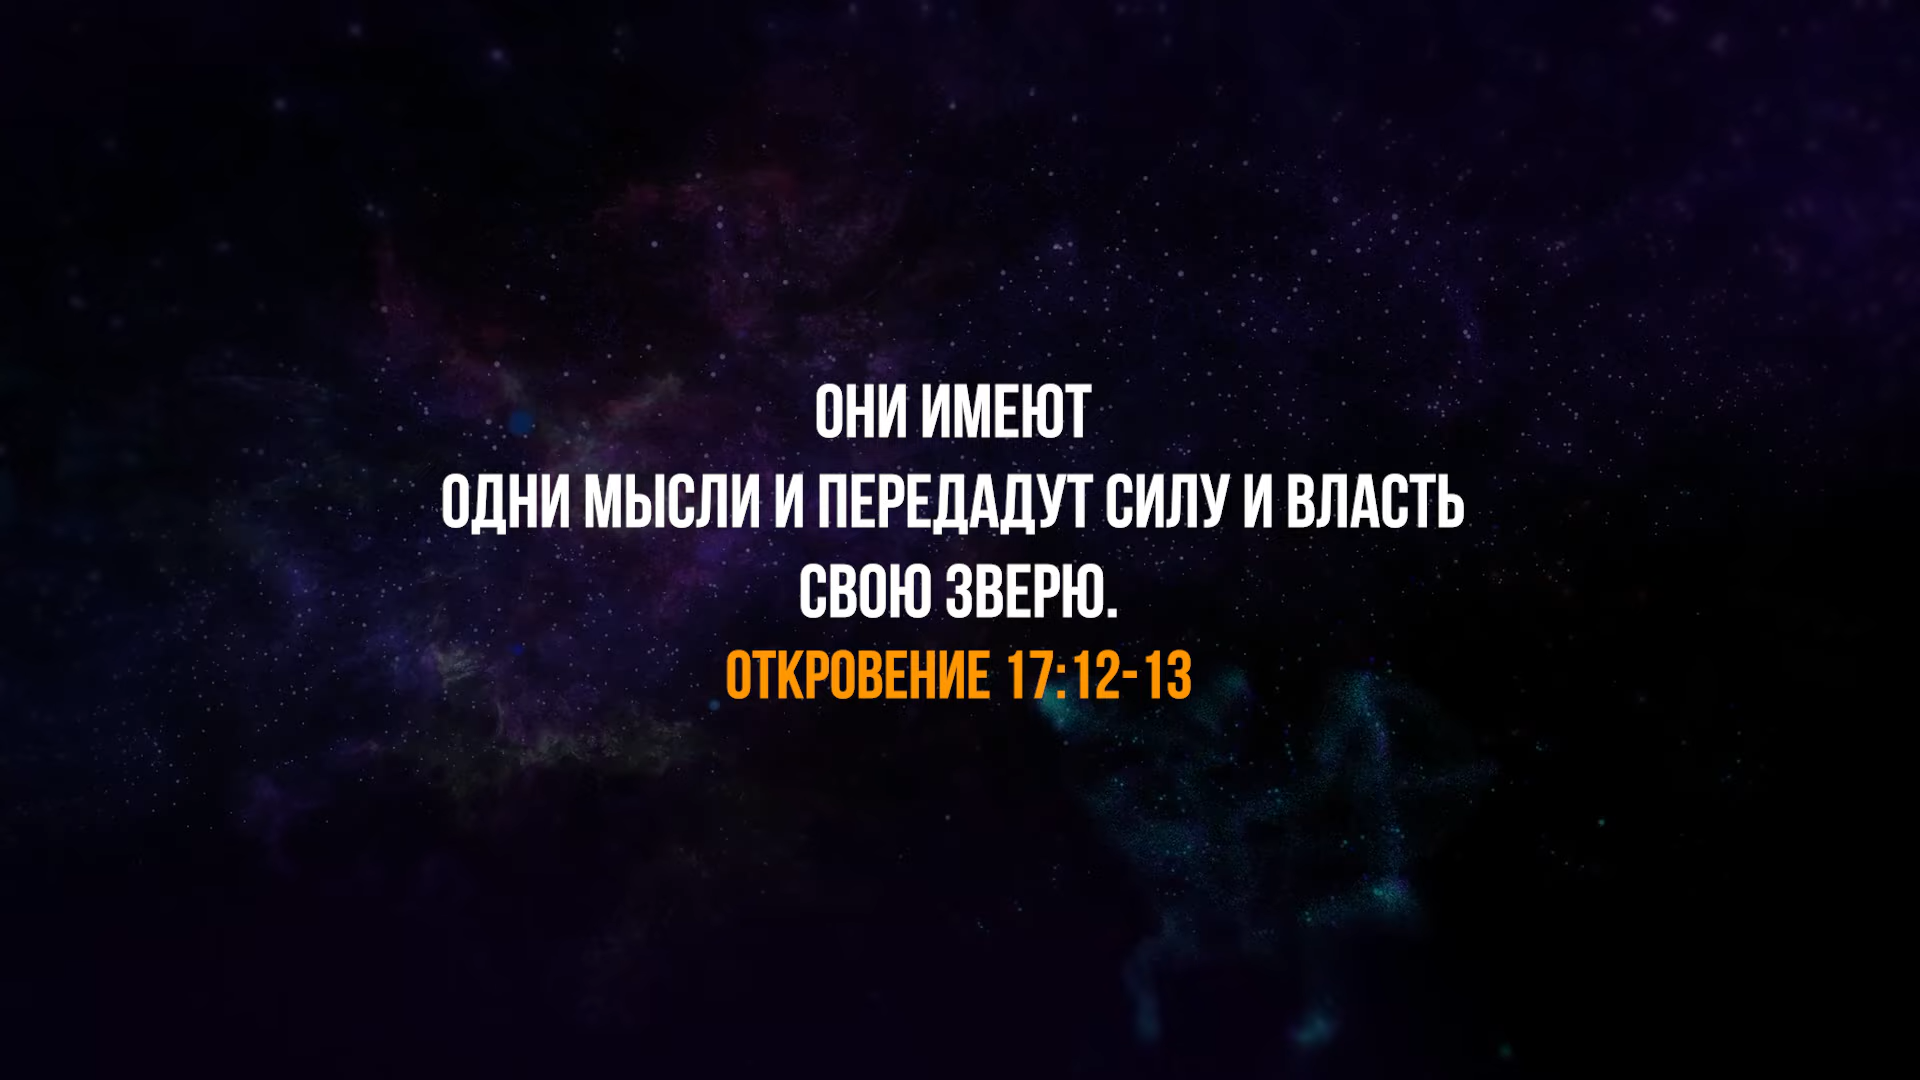 ОНИ ИМЕЮТ
ОДНИ МЫСЛИ И ПЕРЕДАДУТ СИЛУ И ВЛАСТЬ
СВОЮ ЗВЕРЮ.
ОТКРОВЕНИЕ 17:12-13